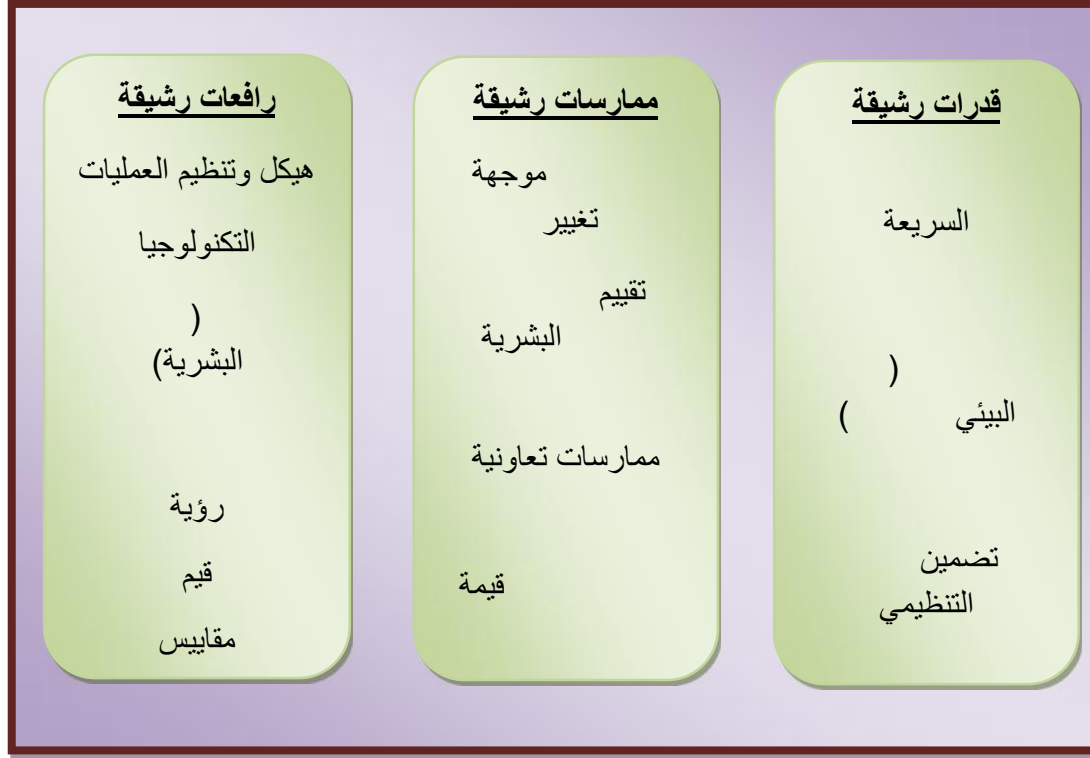 قدرات رشيقة
السريعة
(
البيئي )
تضمين
التنظيمي
ممارسات رشيقة
موجهة
تغيير
تقييم
البشرية
ممارسات تعاونية
قيمة
رافعات رشيقة
هيكل وتنظيم العمليات
التكنولوجيا
(
البشرية)
رؤية
قيم
مقاييس